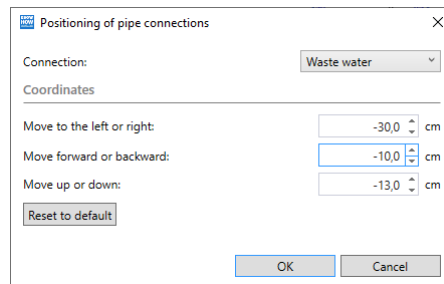 Positioning of pipe connections
Connection: Waste water
Coordinates
Move to the left or right: -30,0 cm
Move forward or backward: -10,0 cm
Move up or down: -13,0 cm
Reset to default
OK Cancel